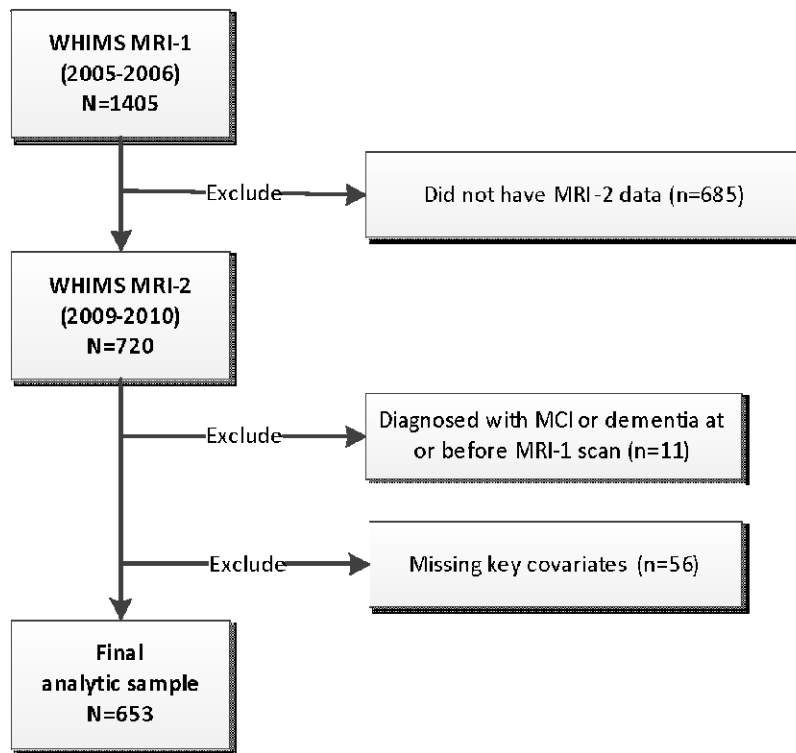 WHIMS MRI-1
(2005-2006)
N=1405
Exclude
Did not have MRI-2 data (n=685)
WHIMS MRI-2
(2009-2010)
N=720
Exclude
Diagnosed with MCI or dementia at
or before MRI-1 scan (n=11)
Exclude
Missing key covariates (n=56)
Final
analytic sample
N=653